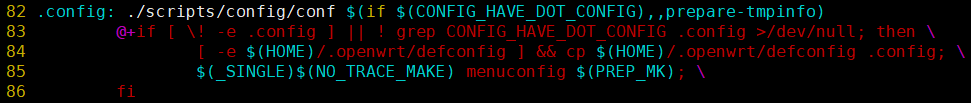 82 .config: ./scripts/config/conf $(if $(CONFIG_HAVE_DOT_CONFIG),,prepare-tmpinfo)
83 @+if [ \! -e .config ] || ! grep CONFIG_HAVE_DOT_CONFIG .config >/dev/null; then \
84 [ -e $(HOME)/.openwrt/defconfig ] && cp $(HOME)/.openwrt/defconfig .config; \
85 $(_SINGLE)$(NO_TRACE_MAKE) menuconfig $(PREP_MK); \
86 fi